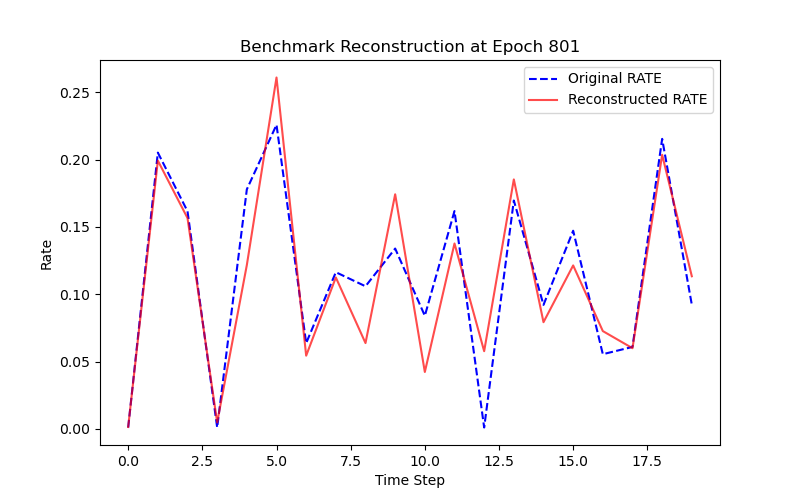 Benchmark Reconstruction at Epoch 801
Original RATE
Reconstructed RATE
0.25
0.20
0.15
0.10
0.05
0.00
Rate
0.0 2.5 5.0 7.5 10.0 12.5 15.0 17.5
Time Step